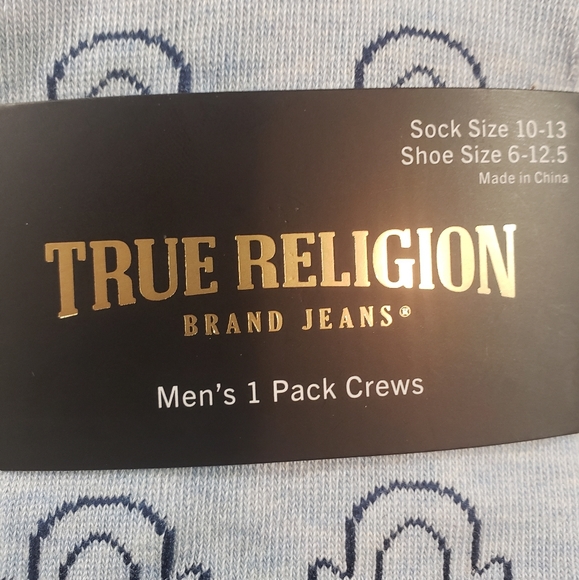 Sock Size 10-13
Shoe Size 6-12.5
Made in China
TRUE RELIGION
BRAND JEANS®
Men's 1 Pack Crews